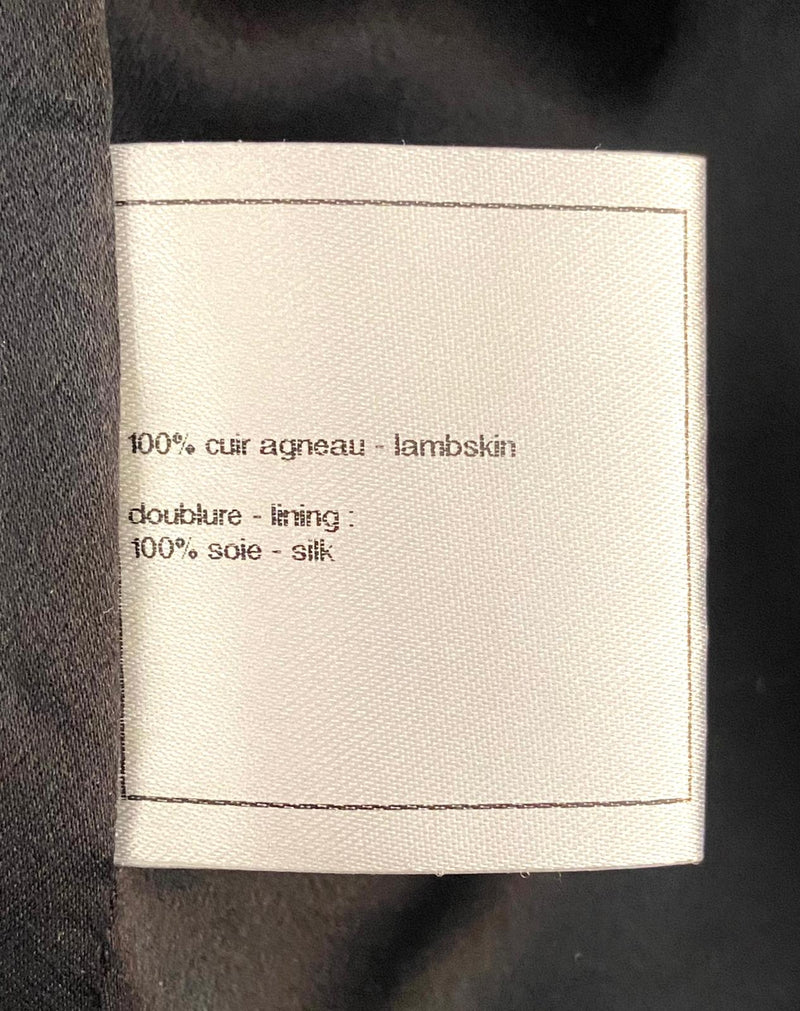 100% cuir agneau - lambskin
doublure - lining :
100% soie - silk